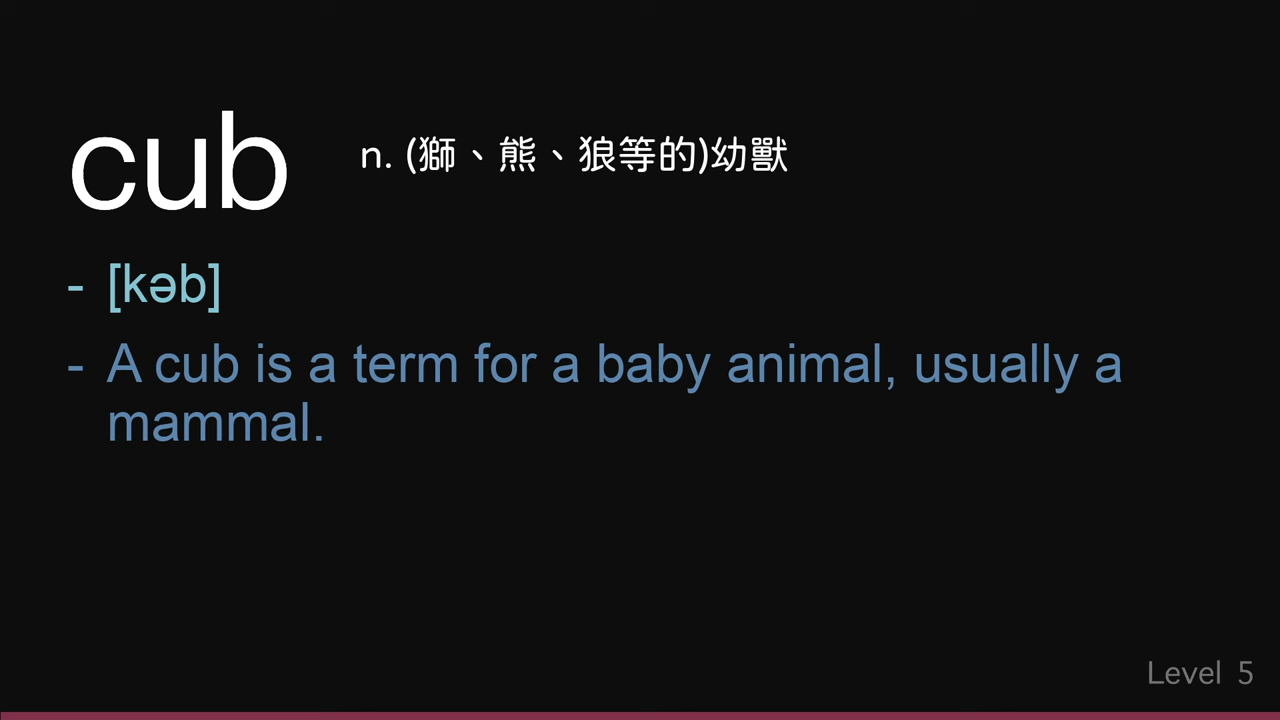 cub n. (獅、熊、狼等的)幼獸
- [kəb]
- A cub is a term for a baby animal, usually a
mammal.
Level 5